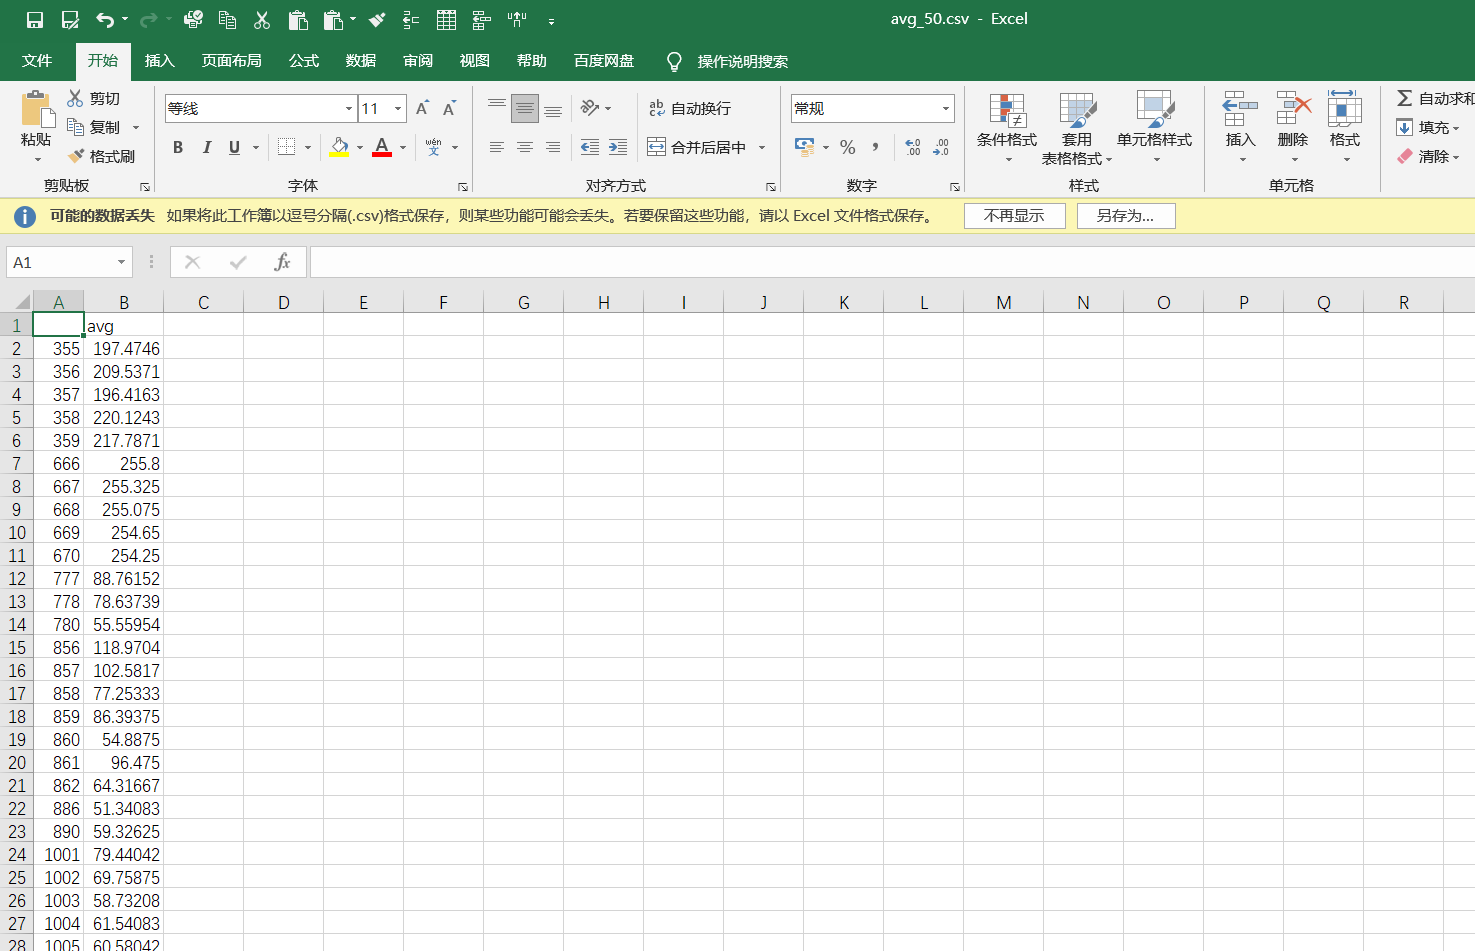 avg_50.csv - Excel
文件 开始 插入 页面布局 公式 数据 审阅 视图 帮助 百度网盘 操作说明搜索
粘贴 剪切 复制 格式刷 剪贴板
等线 11 A A
B I U A wén 文 字体
ab 自动换行
合并后居中 对齐方式
常规
% , .0 .00 .00 .0 数字
条件格式 套用 表格格式 单元格样式 样式
插入 删除 格式 单元格
自动求和
填充
清除
可能的数据丢失 如果将此工作簿以逗号分隔(.csv)格式保存，则某些功能可能会丢失。若要保留这些功能，请以 Excel 文件格式保存。 不再显示 另存为...
A1 fx
A B C D E F G H I J K L M N O P Q R
1 avg
2 355 197.4746
3 356 209.5371
4 357 196.4163
5 358 220.1243
6 359 217.7871
7 666 255.8
8 667 255.325
9 668 255.075
10 669 254.65
11 670 254.25
12 777 88.76152
13 778 78.63739
14 780 55.55954
15 856 118.9704
16 857 102.5817
17 858 77.25333
18 859 86.39375
19 860 54.8875
20 861 96.475
21 862 64.31667
22 886 51.34083
23 890 59.32625
24 1001 79.44042
25 1002 69.75875
26 1003 58.73208
27 1004 61.54083
28 1005 60.58042